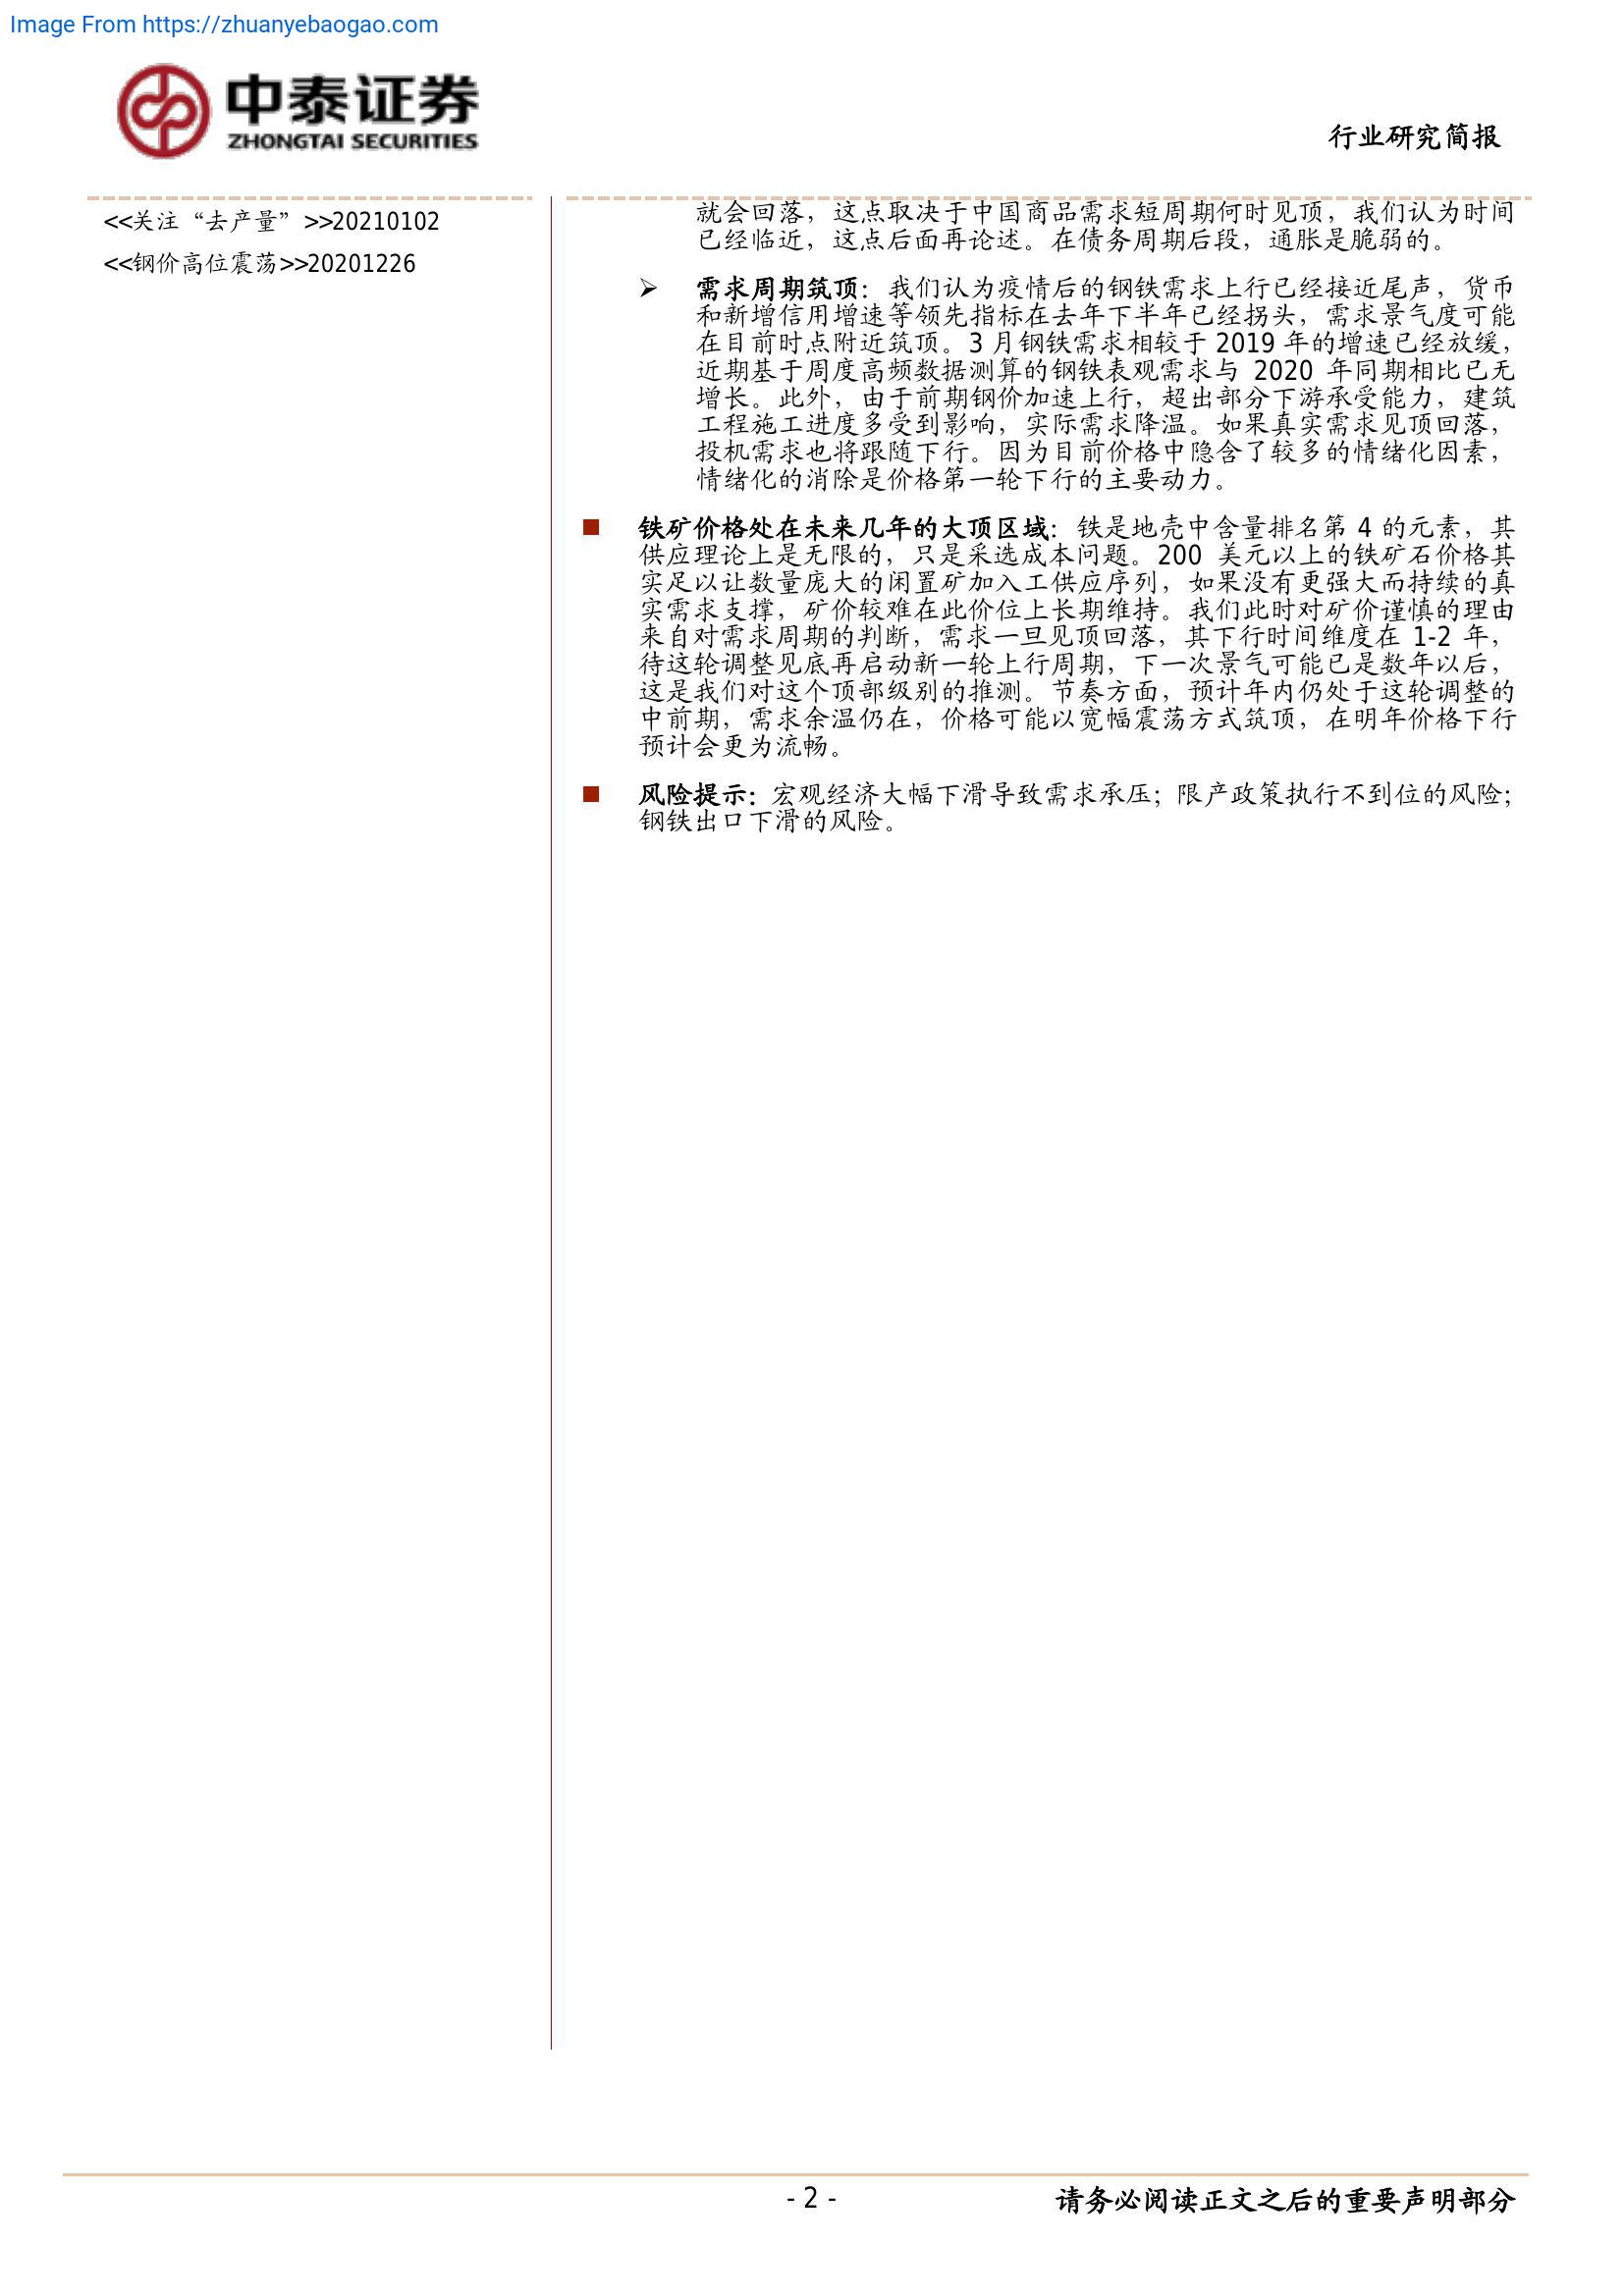 Image From https://zhuanyebaogao.com
中泰证券
ZHONGTAI SECURITIES
行业研究简报
<<关注“去产量”>>20210102
<<钢价高位震荡>>20201226
就会回落，这点取决于中国商品需求短周期何时见顶，我们认为时间
已经临近，这点后面再论述。在债务周期后段，通胀是脆弱的。
➢ 需求周期筑顶：我们认为疫情后的钢铁需求上行已经接近尾声，货币
和新增信用增速等领先指标在去年下半年已经拐头，需求景气度可能
在目前时点附近筑顶。3 月钢铁需求相较于 2019 年的增速已经放缓，
近期基于周度高频数据测算的钢铁表观需求与 2020 年同期相比已无
增长。此外，由于前期钢价加速上行，超出部分下游承受能力，建筑
工程施工进度多受到影响，实际需求降温。如果真实需求见顶回落，
投机需求也将跟随下行。因为目前价格中隐含了较多的情绪化因素，
情绪化的消除是价格第一轮下行的主要动力。
■ 铁矿价格处在未来几年的大顶区域：铁是地壳中含量排名第 4 的元素，其
供应理论上是无限的，只是采选成本问题。200 美元以上的铁矿石价格其
实足以让数量庞大的闲置矿加入工供应序列，如果没有更强大而持续的真
实需求支撑，矿价较难在此价位上长期维持。我们此时对矿价谨慎的理由
来自对需求周期的判断，需求一旦见顶回落，其下行时间维度在 1-2 年，
待这轮调整见底再启动新一轮上行周期，下一次景气可能已是数年以后，
这是我们对这个顶部级别的推测。节奏方面，预计年内仍处于这轮调整的
中前期，需求余温仍在，价格可能以宽幅震荡方式筑顶，在明年价格下行
预计会更为流畅。
■ 风险提示：宏观经济大幅下滑导致需求承压；限产政策执行不到位的风险；
钢铁出口下滑的风险。
- 2 -
请务必阅读正文之后的重要声明部分